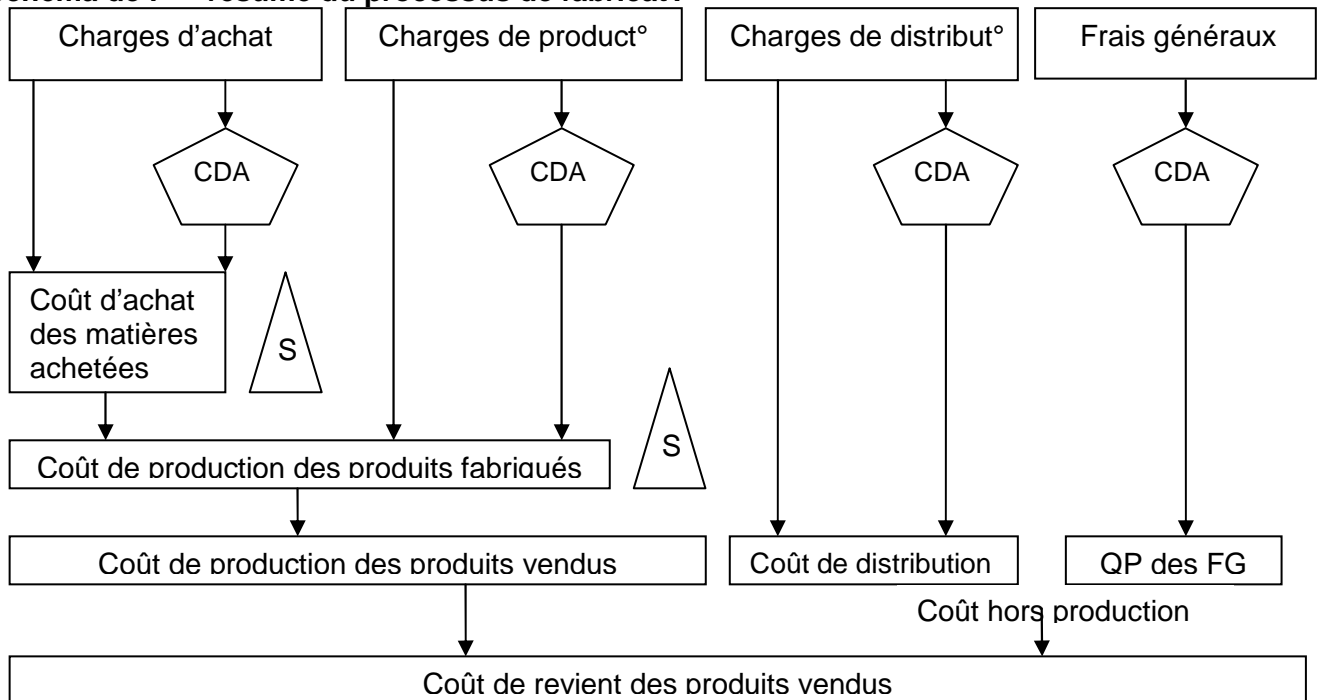 Charges d'achat
Charges de product°
Charges de distribut°
Frais généraux
CDA
CDA
CDA
CDA
Coût d'achat
des matières
achetées
S
S
Coût de production des produits fabriqués
Coût de production des produits vendus
Coût de distribution
QP des FG
Coût hors production
Coût de revient des produits vendus